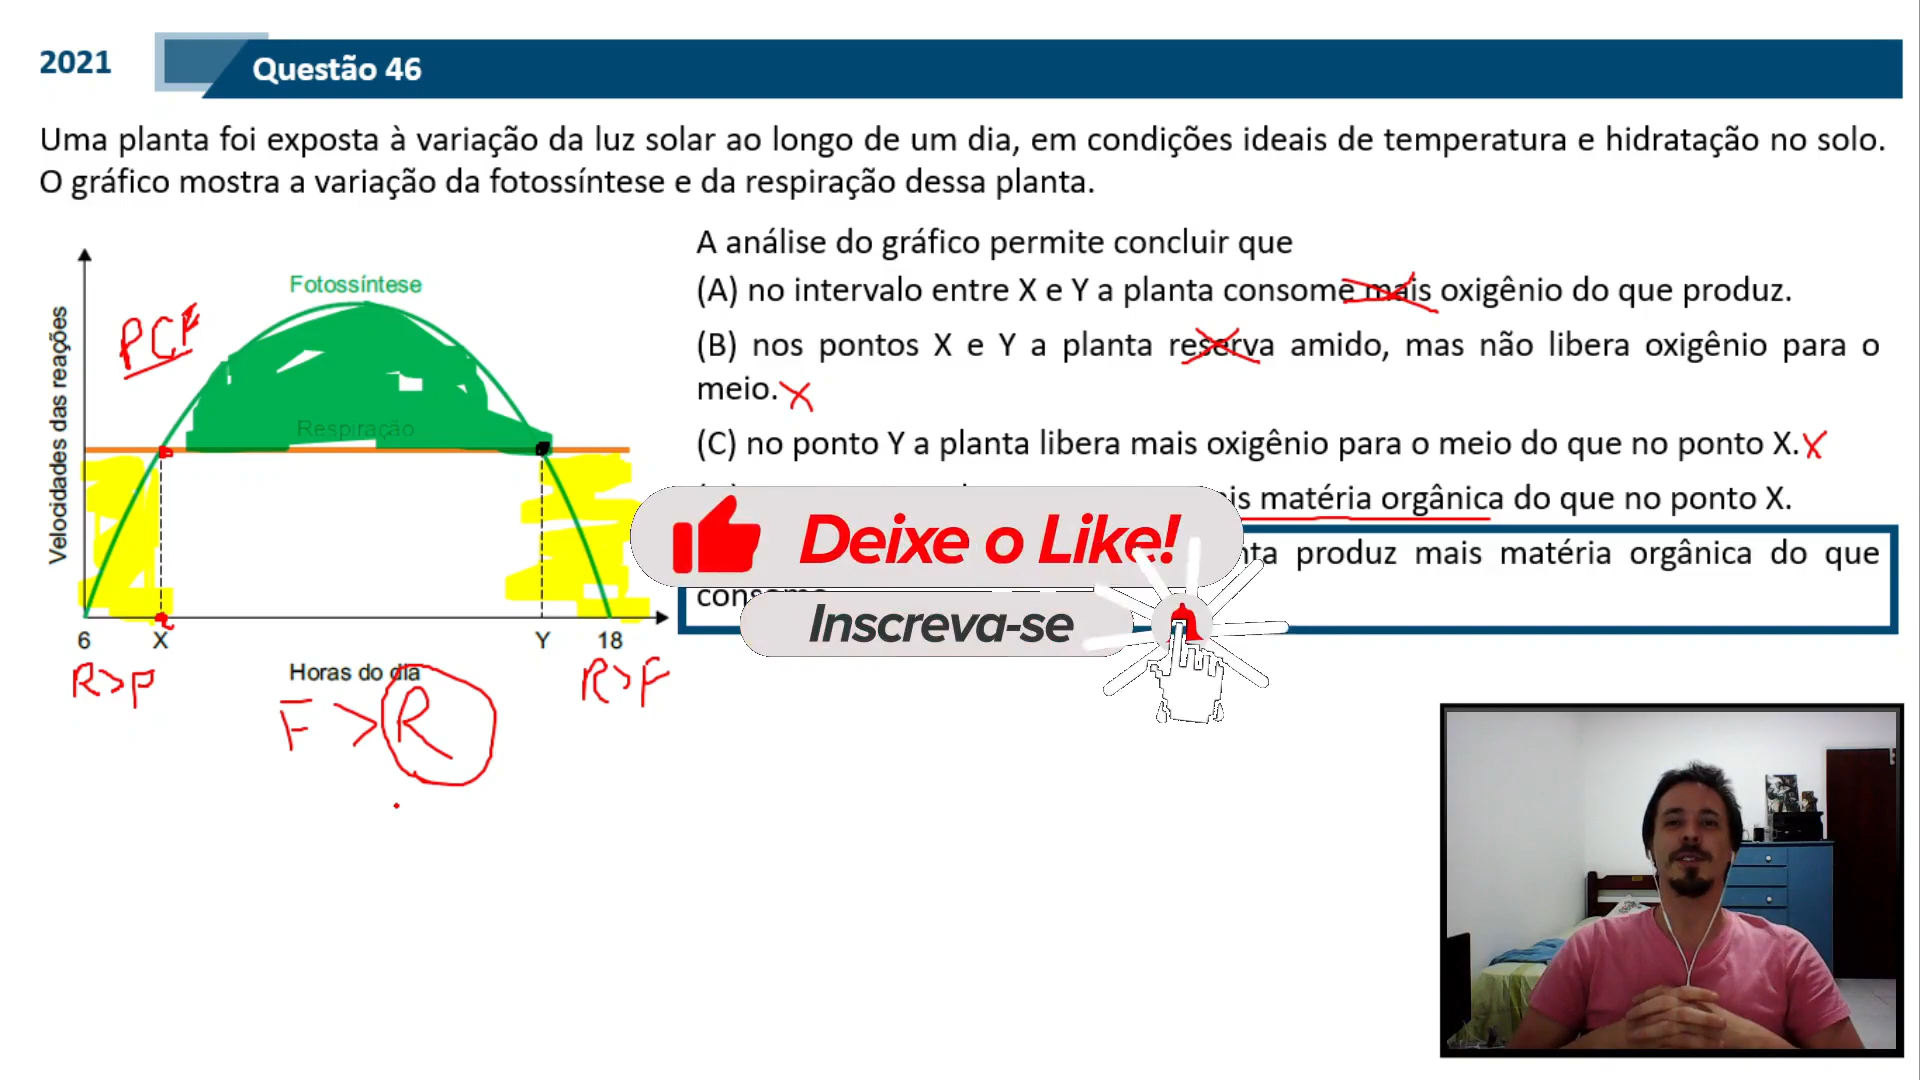 2021
Questão 46
Uma planta foi exposta à variação da luz solar ao longo de um dia, em condições ideais de temperatura e hidratação no solo.
O gráfico mostra a variação da fotossíntese e da respiração dessa planta.
A análise do gráfico permite concluir que
(A) no intervalo entre X e Y a planta consome mais oxigênio do que produz.
(B) nos pontos X e Y a planta reserva amido, mas não libera oxigênio para o
meio. X
(C) no ponto Y a planta libera mais oxigênio para o meio do que no ponto X. X
matéria orgânica do que no ponto X.
produz mais matéria orgânica do que
Deixe o Like!
Inscreva-se
Velocidades das reações
Fotossíntese
PCF
Respiração
6 X Y 18
Horas do dia
R>F R>F
F > R